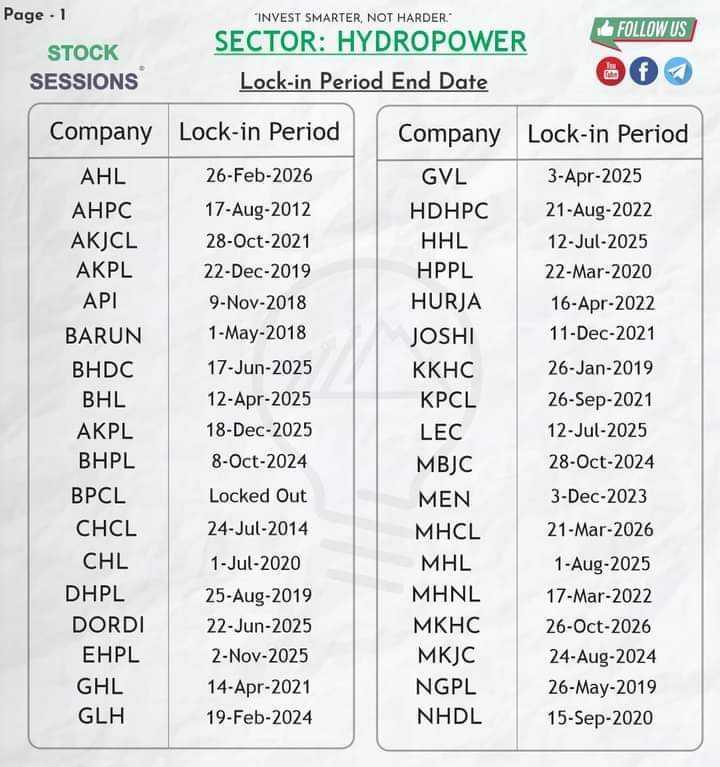 Page - 1
"INVEST SMARTER, NOT HARDER."
SECTOR: HYDROPOWER
FOLLOW US
STOCK
SESSIONS
You
Tube
Lock-in Period End Date
Company Lock-in Period
AHL 26-Feb-2026
AHPC 17-Aug-2012
AKJCL 28-Oct-2021
AKPL 22-Dec-2019
API 9-Nov-2018
BARUN 1-May-2018
BHDC 17-Jun-2025
BHL 12-Apr-2025
AKPL 18-Dec-2025
BHPL 8-Oct-2024
BPCL Locked Out
CHCL 24-Jul-2014
CHL 1-Jul-2020
DHPL 25-Aug-2019
DORDI 22-Jun-2025
EHPL 2-Nov-2025
GHL 14-Apr-2021
GLH 19-Feb-2024
Company Lock-in Period
GVL 3-Apr-2025
HDHPC 21-Aug-2022
HHL 12-Jul-2025
HPPL 22-Mar-2020
HURJA 16-Apr-2022
JOSHI 11-Dec-2021
KKHC 26-Jan-2019
KPCL 26-Sep-2021
LEC 12-Jul-2025
MBJC 28-Oct-2024
MEN 3-Dec-2023
MHCL 21-Mar-2026
MHL 1-Aug-2025
MHNL 17-Mar-2022
MKHC 26-Oct-2026
MKJC 24-Aug-2024
NGPL 26-May-2019
NHDL 15-Sep-2020